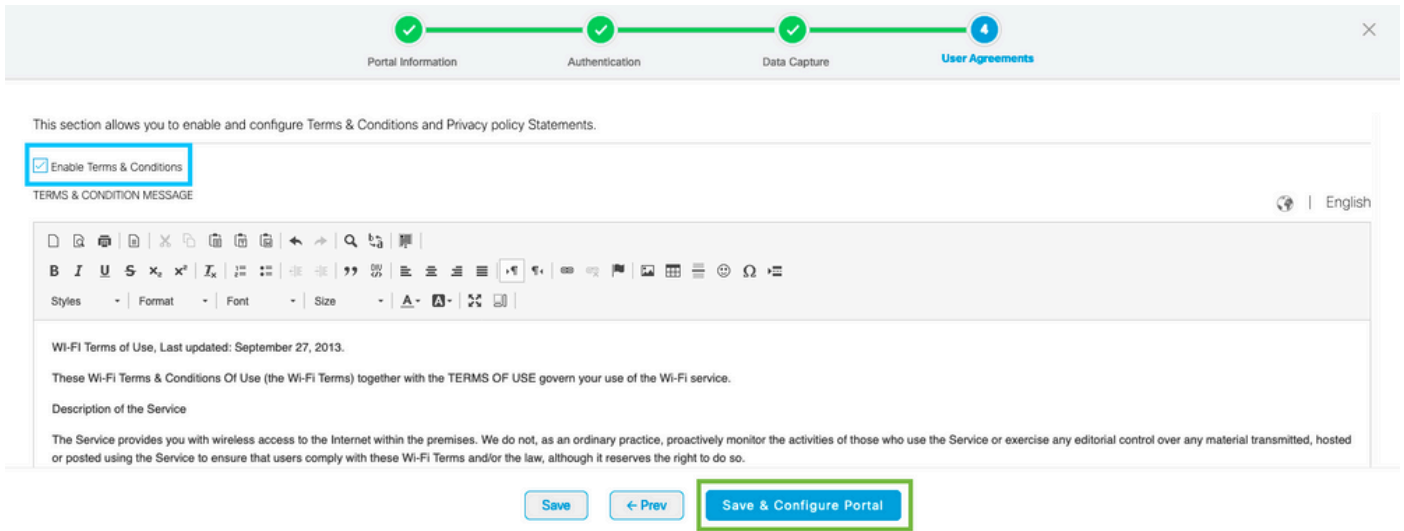 4
Portal Information
Authentication
Data Capture
User Agreements
This section allows you to enable and configure Terms & Conditions and Privacy policy Statements.
Enable Terms & Conditions
TERMS & CONDITION MESSAGE
| English
B I U S x₂ x² Tx
Styles Format Font Size A A
WI-FI Terms of Use, Last updated: September 27, 2013.
These Wi-Fi Terms & Conditions Of Use (the Wi-Fi Terms) together with the TERMS OF USE govern your use of the Wi-Fi service.
Description of the Service
The Service provides you with wireless access to the Internet within the premises. We do not, as an ordinary practice, proactively monitor the activities of those who use the Service or exercise any editorial control over any material transmitted, hosted
or posted using the Service to ensure that users comply with these Wi-Fi Terms and/or the law, although it reserves the right to do so.
Save ← Prev Save & Configure Portal